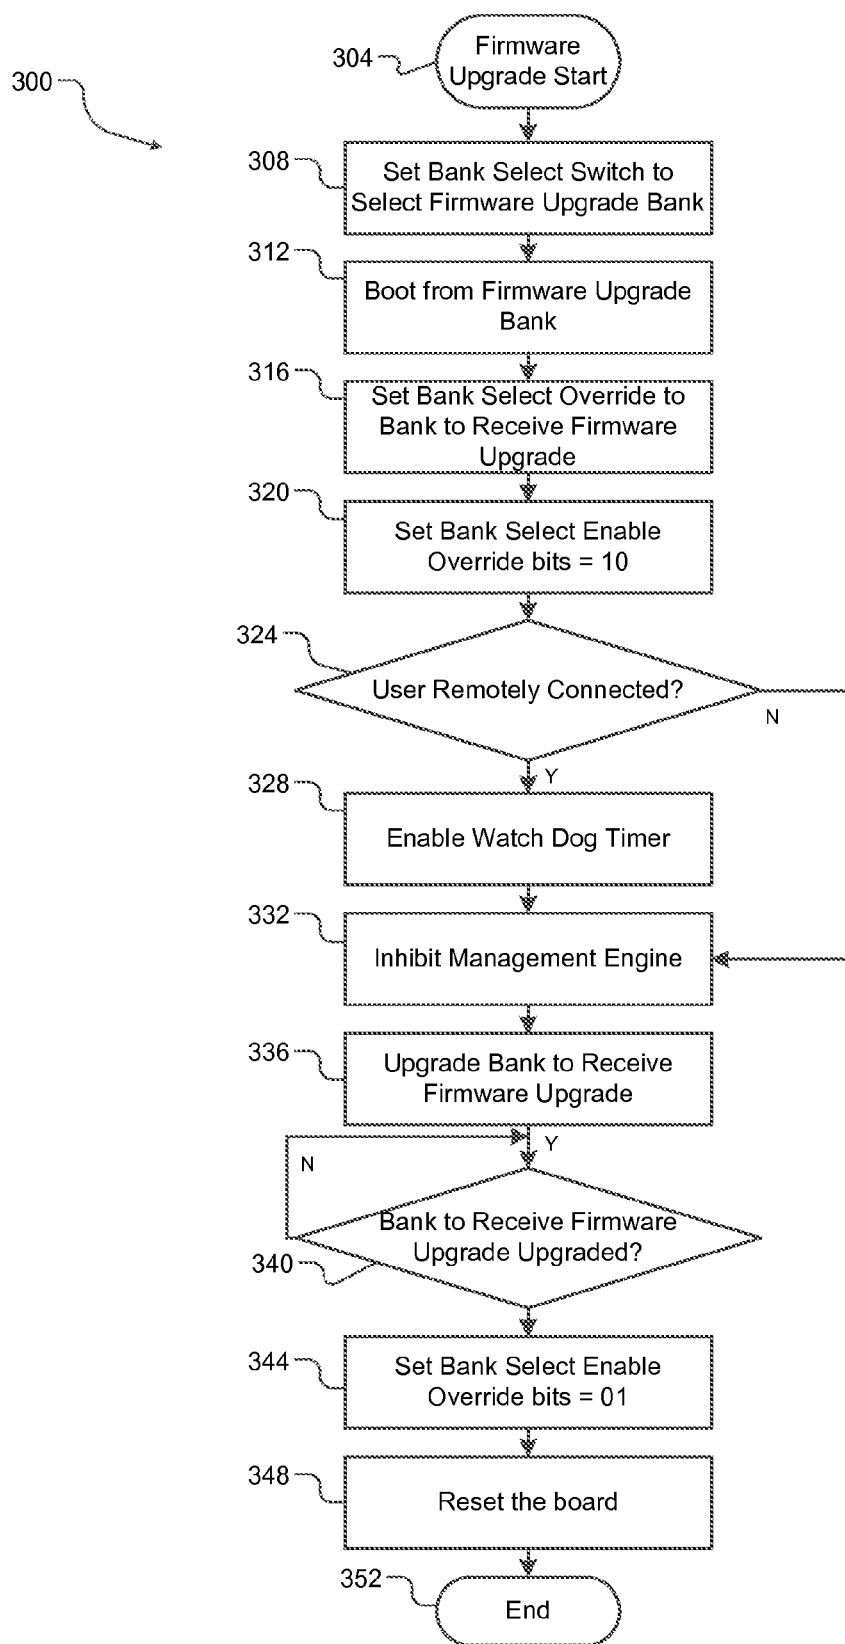 304
Firmware
Upgrade Start
300
308
Set Bank Select Switch to
Select Firmware Upgrade Bank
312
Boot from Firmware Upgrade
Bank
316
Set Bank Select Override to
Bank to Receive Firmware
Upgrade
320
Set Bank Select Enable
Override bits = 10
324
User Remotely Connected?
N
Y
328
Enable Watch Dog Timer
332
Inhibit Management Engine
336
Upgrade Bank to Receive
Firmware Upgrade
Y
N
Bank to Receive Firmware
Upgrade Upgraded?
340
344
Set Bank Select Enable
Override bits = 01
348
Reset the board
352
End